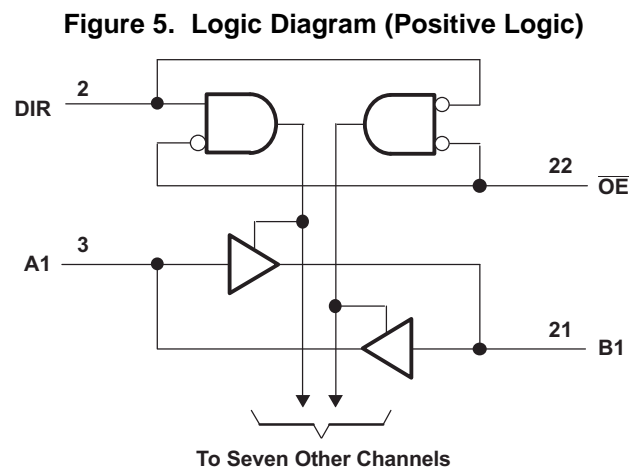 Figure 5. Logic Diagram (Positive Logic)
2
DIR
22
OE
3
A1
21
B1
To Seven Other Channels